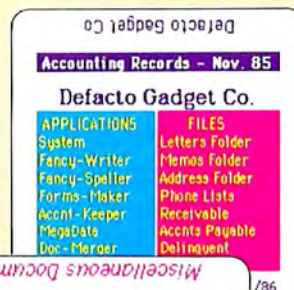 Defacto Gadget Co
Accounting Records - Nov. 85
Defacto Gadget Co.
APPLICATIONS
System
Fancy-Writer
Fancy-Speller
Forms-Maker
Accnt-Keeper
MegaData
Doc-Merger
FILES
Letters Folder
Memos Folder
Address Folder
Phone Lists
Receivable
Accnts Payable
Delinquent
Miscellaneous Docum
/86